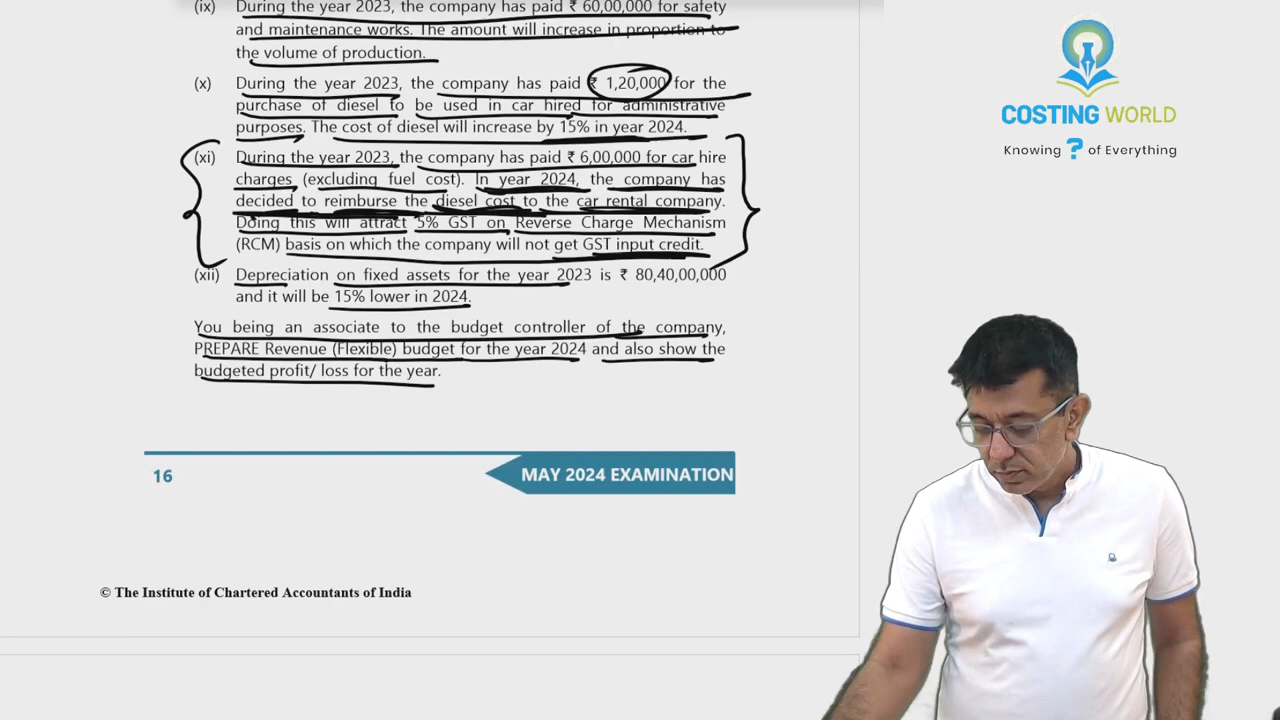 (ix) During the year 2023, the company has paid ₹ 60,00,000 for safety
and maintenance works. The amount will increase in proportion to
the volume of production.
(x) During the year 2023, the company has paid ₹ 1,20,000 for the
purchase of diesel to be used in car hired for administrative
purposes. The cost of diesel will increase by 15% in year 2024.
(xi) During the year 2023, the company has paid ₹ 6,00,000 for car hire
charges (excluding fuel cost). In year 2024, the company has
decided to reimburse the diesel cost to the car rental company.
Doing this will attract 5% GST on Reverse Charge Mechanism
(RCM) basis on which the company will not get GST input credit.
(xii) Depreciation on fixed assets for the year 2023 is ₹ 80,40,00,000
and it will be 15% lower in 2024.
You being an associate to the budget controller of the company,
PREPARE Revenue (Flexible) budget for the year 2024 and also show the
budgeted profit/ loss for the year.
16
MAY 2024 EXAMINATION
© The Institute of Chartered Accountants of India
COSTING WORLD
Knowing ? of Everything